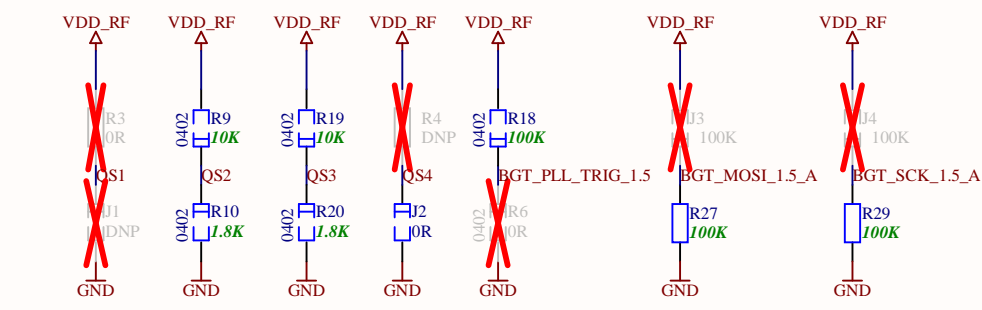 VDD_RF VDD_RF VDD_RF VDD_RF VDD_RF VDD_RF VDD_RF
R3 0402 R9 0402 R19 R4 0402 R18 J3 J4
0R 10K 10K DNP 100K 100K 100K
QS1 QS2 QS3 QS4 BGT_PLL_TRIG_1.5 BGT_MOSI_1.5_A BGT_SCK_1.5_A
J1 0402 R10 0402 R20 J2 0402 R6 R27 R29
DNP 1.8K 1.8K 0R 0R 100K 100K
GND GND GND GND GND GND GND